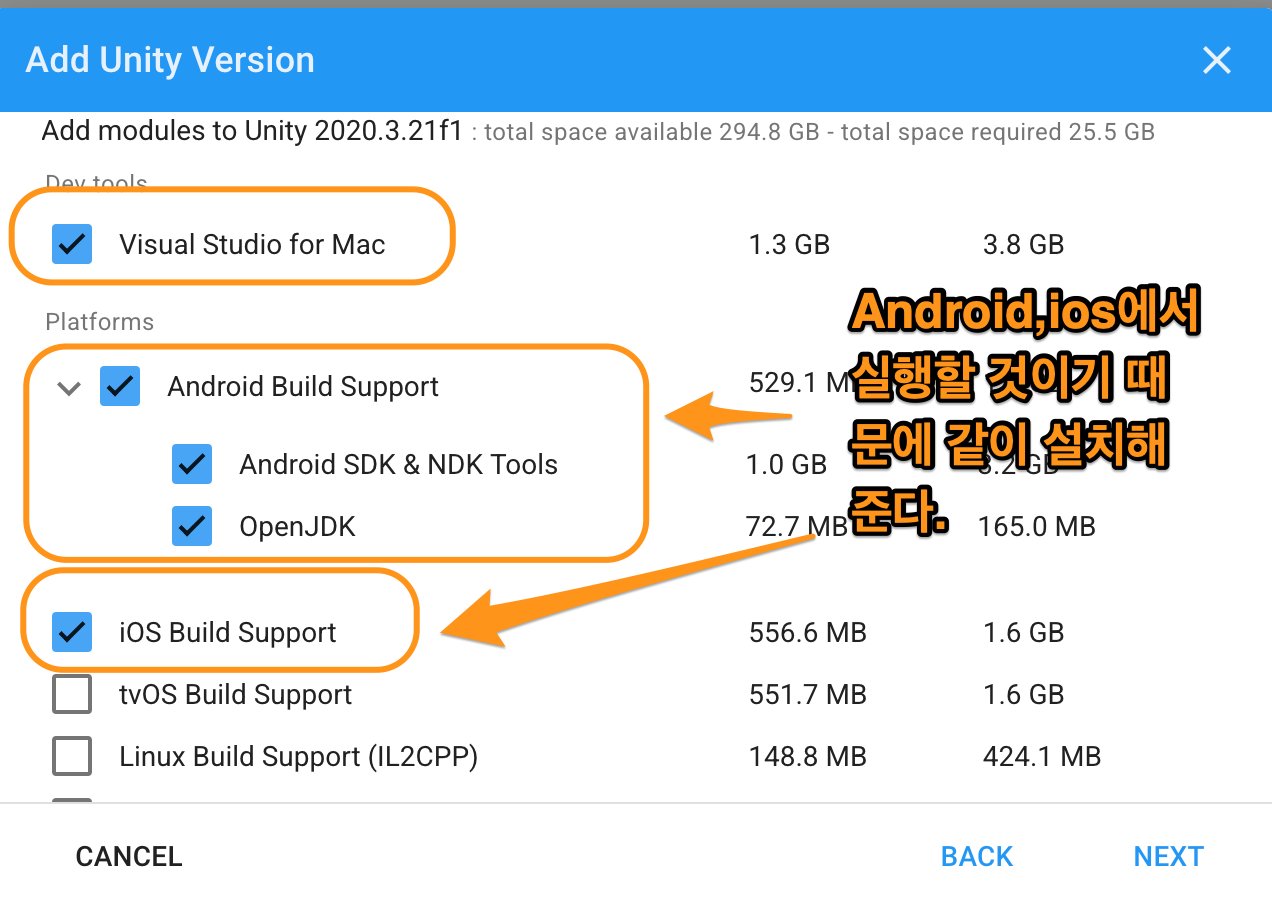 Add Unity Version
Add modules to Unity 2020.3.21f1 : total space available 294.8 GB - total space required 25.5 GB
Dev tools
Visual Studio for Mac 1.3 GB 3.8 GB
Platforms
Android,ios에서
실행할 것이기 때
문에 같이 설치해
준다.
Android Build Support 529.1
Android SDK & NDK Tools 1.0 GB
OpenJDK 72.7 MB 165.0 MB
iOS Build Support 556.6 MB 1.6 GB
tvOS Build Support 551.7 MB 1.6 GB
Linux Build Support (IL2CPP) 148.8 MB 424.1 MB
CANCEL BACK NEXT